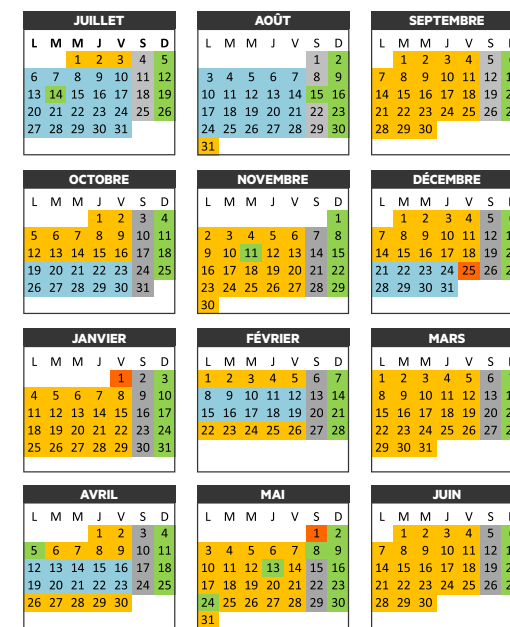 JUILLET
L M M J V S D
1 2 3 4 5
6 7 8 9 10 11 12
13 14 15 16 17 18 19
20 21 22 23 24 25 26
27 28 29 30 31
AOÛT
L M M J V S D
1 2
3 4 5 6 7 8 9
10 11 12 13 14 15 16
17 18 19 20 21 22 23
24 25 26 27 28 29 30
31
SEPTEMBRE
L M M J V S
1 2 3 4 5
7 8 9 10 11 12
14 15 16 17 18 19
21 22 23 24 25 26
28 29 30
OCTOBRE
L M M J V S D
1 2 3 4
5 6 7 8 9 10 11
12 13 14 15 16 17 18
19 20 21 22 23 24 25
26 27 28 29 30 31
NOVEMBRE
L M M J V S D
1
2 3 4 5 6 7 8
9 10 11 12 13 14 15
16 17 18 19 20 21 22
23 24 25 26 27 28 29
30
DÉCEMBRE
L M M J V S
1 2 3 4 5
7 8 9 10 11 12
14 15 16 17 18 19
21 22 23 24 25 26
28 29 30 31
JANVIER
L M M J V S D
1 2 3
4 5 6 7 8 9 10
11 12 13 14 15 16 17
18 19 20 21 22 23 24
25 26 27 28 29 30 31
FÉVRIER
L M M J V S D
1 2 3 4 5 6 7
8 9 10 11 12 13 14
15 16 17 18 19 20 21
22 23 24 25 26 27 28
MARS
L M M J V S
1 2 3 4 5 6
8 9 10 11 12 13
15 16 17 18 19 20
22 23 24 25 26 27
29 30 31
AVRIL
L M M J V S D
1 2 3 4
5 6 7 8 9 10 11
12 13 14 15 16 17 18
19 20 21 22 23 24 25
26 27 28 29 30
MAI
L M M J V S D
1 2
3 4 5 6 7 8 9
10 11 12 13 14 15 16
17 18 19 20 21 22 23
24 25 26 27 28 29 30
31
JUIN
L M M J V S
1 2 3 4 5
7 8 9 10 11 12
14 15 16 17 18 19
21 22 23 24 25 26
28 29 30